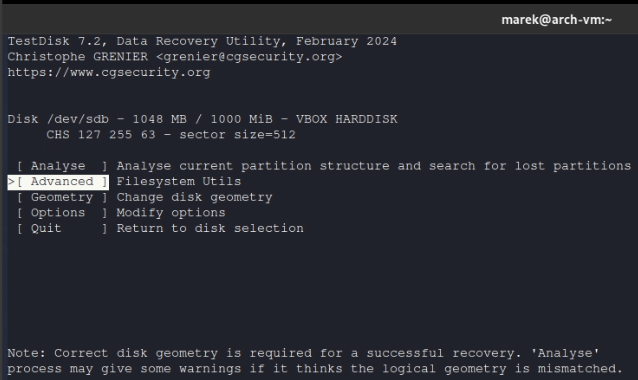 marek@arch-vm:~
TestDisk 7.2, Data Recovery Utility, February 2024
Christophe GRENIER <grenier@cgsecurity.org>
https://www.cgsecurity.org
Disk /dev/sdb - 1048 MB / 1000 MiB - VBOX HARDDISK
     CHS 127 255 63 - sector size=512
 [ Analyse  ] Analyse current partition structure and search for lost partitions
>[ Advanced ] Filesystem Utils
 [ Geometry ] Change disk geometry
 [ Options  ] Modify options
 [ Quit     ] Return to disk selection
Note: Correct disk geometry is required for a successful recovery. 'Analyse'
process may give some warnings if it thinks the logical geometry is mismatched.